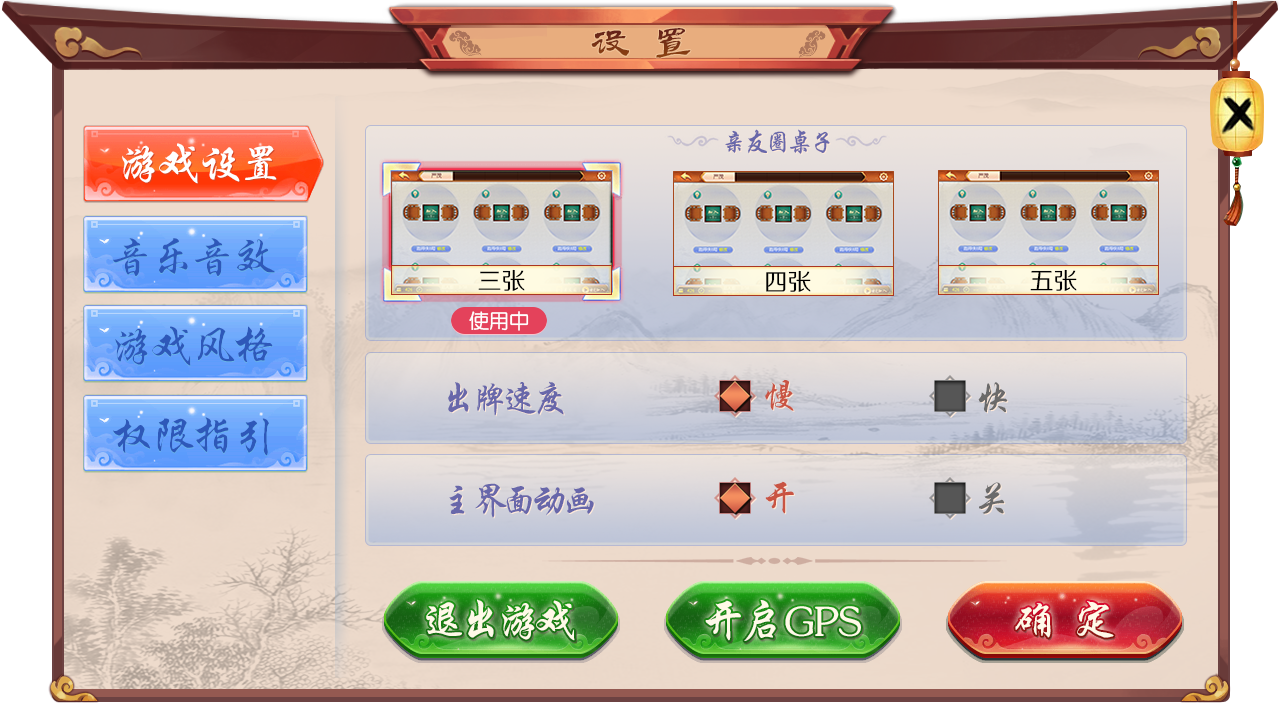 设 置
游戏设置
音乐音效
游戏风格
权限指引
亲友圈桌子
三张
四张
五张
使用中
出牌速度 慢 快
主界面动画 开 关
退出游戏
开启GPS
确 定